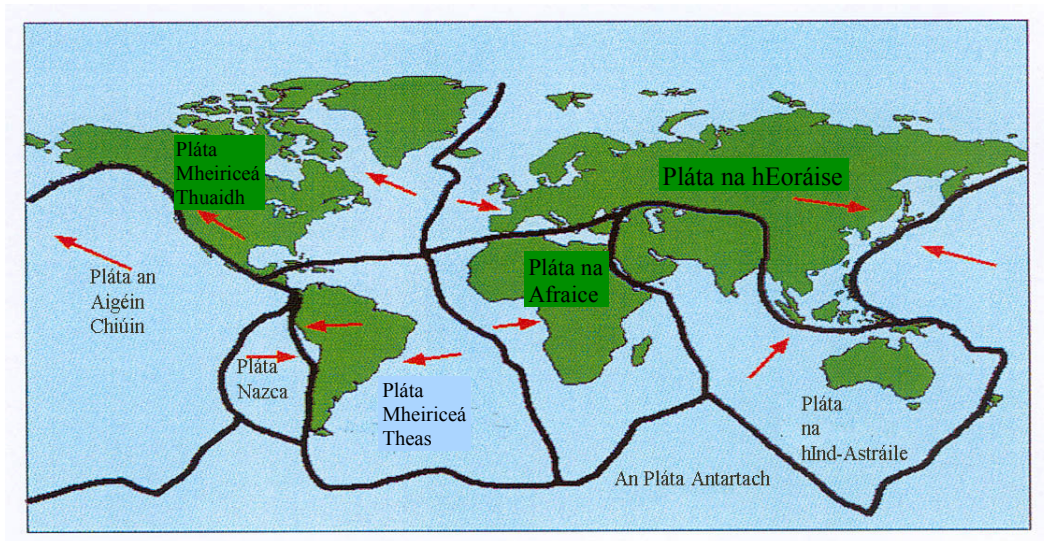 Pláta
Mheiriceá
Thuaidh
Pláta na hEoráise
Pláta an
Aigéin
Chiúin
Pláta na
Afraice
Pláta
Nazca
Pláta
Mheiriceá
Theas
Pláta
na
hInd-Astráile
An Pláta Antartach